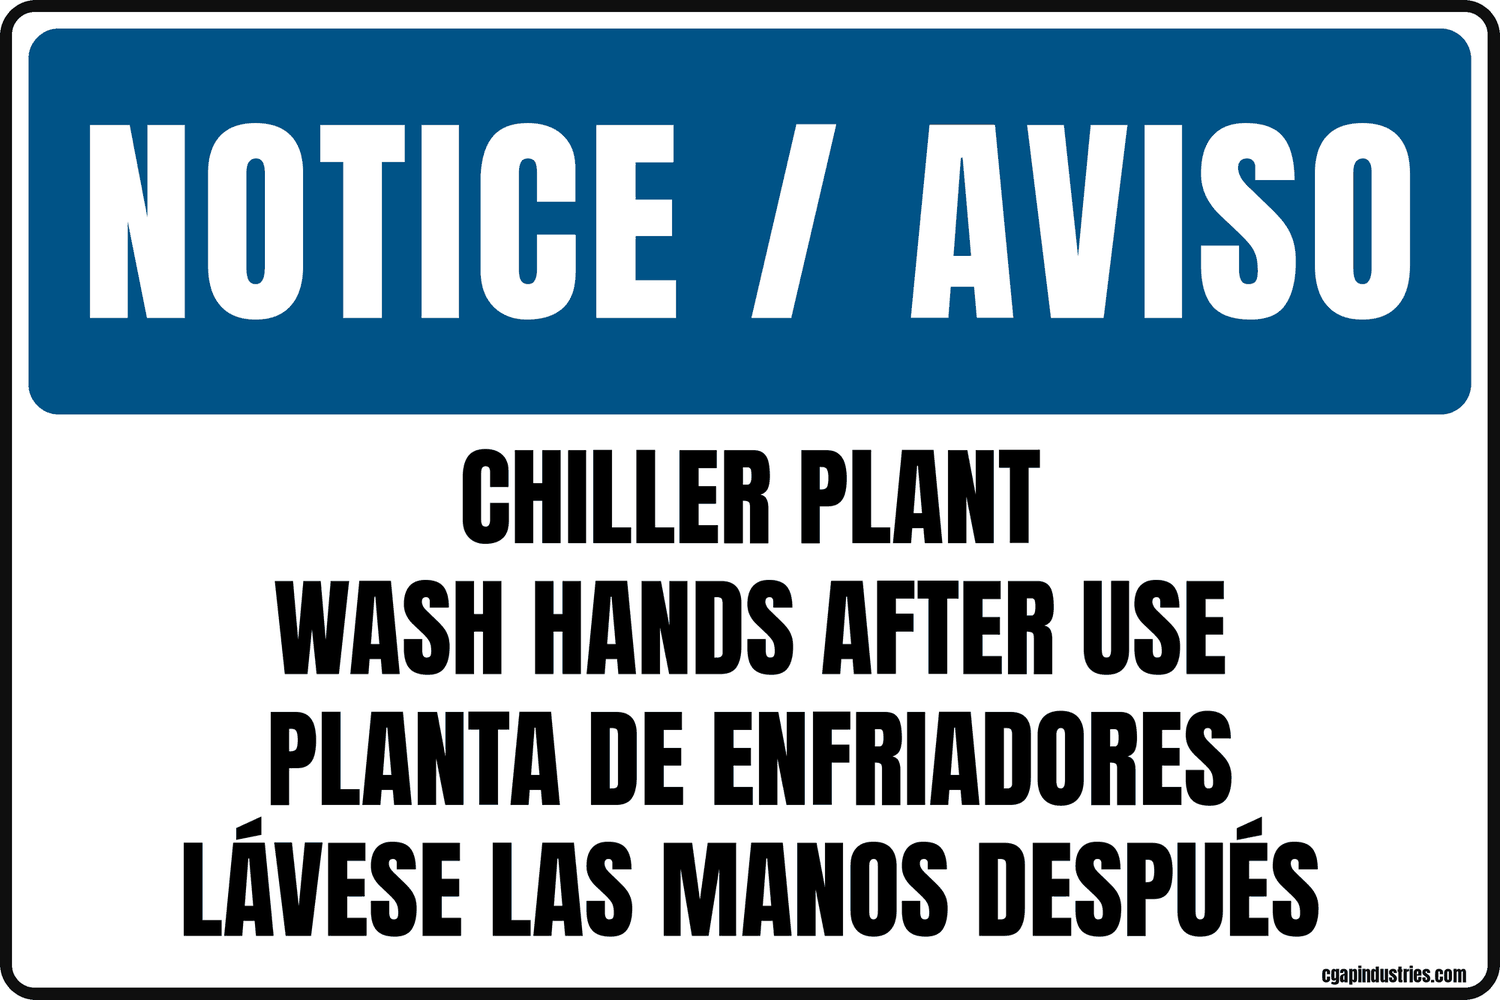 NOTICE / AVISO
CHILLER PLANT
WASH HANDS AFTER USE
PLANTA DE ENFRIADORES
LÁVESE LAS MANOS DESPUÉS
cgapindustries.com